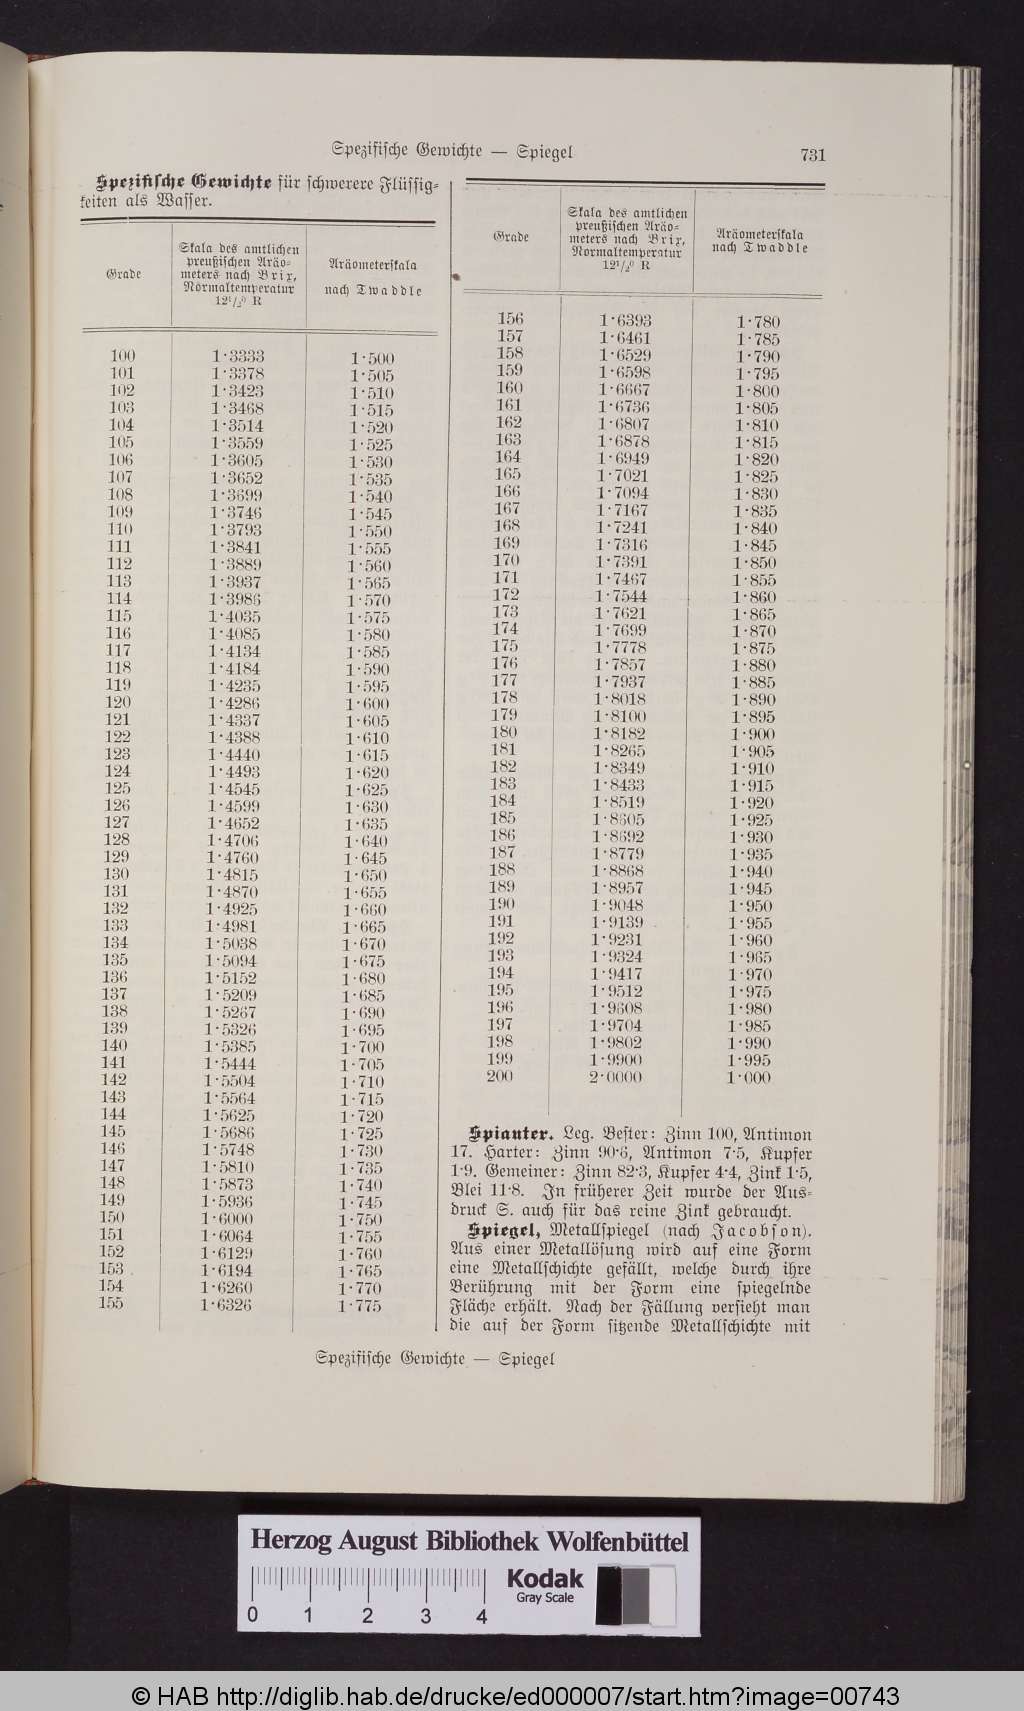 Spezifische Gewichte — Spiegel 731
Spezifische Gewichte für schwerere Flüssig-
keiten als Wasser.
Grade
Skala des amtlichen
preußischen Aräo-
meters nach Brix,
Normaltemperatur
12 1/2° R
Aräometerskala
nach Twaddle
100 1·3333 1·500
101 1·3378 1·505
102 1·3423 1·510
103 1·3468 1·515
104 1·3514 1·520
105 1·3559 1·525
106 1·3605 1·530
107 1·3652 1·535
108 1·3699 1·540
109 1·3746 1·545
110 1·3793 1·550
111 1·3841 1·555
112 1·3889 1·560
113 1·3937 1·565
114 1·3986 1·570
115 1·4035 1·575
116 1·4085 1·580
117 1·4134 1·585
118 1·4184 1·590
119 1·4235 1·595
120 1·4286 1·600
121 1·4337 1·605
122 1·4388 1·610
123 1·4440 1·615
124 1·4493 1·620
125 1·4545 1·625
126 1·4599 1·630
127 1·4652 1·635
128 1·4706 1·640
129 1·4760 1·645
130 1·4815 1·650
131 1·4870 1·655
132 1·4925 1·660
133 1·4981 1·665
134 1·5038 1·670
135 1·5094 1·675
136 1·5152 1·680
137 1·5209 1·685
138 1·5267 1·690
139 1·5326 1·695
140 1·5385 1·700
141 1·5444 1·705
142 1·5504 1·710
143 1·5564 1·715
144 1·5625 1·720
145 1·5686 1·725
146 1·5748 1·730
147 1·5810 1·735
148 1·5873 1·740
149 1·5936 1·745
150 1·6000 1·750
151 1·6064 1·755
152 1·6129 1·760
153 1·6194 1·765
154 1·6260 1·770
155 1·6326 1·775
Grade
Skala des amtlichen
preußischen Aräo-
meters nach Brix,
Normaltemperatur
12 1/2° R
Aräometerskala
nach Twaddle
156 1·6393 1·780
157 1·6461 1·785
158 1·6529 1·790
159 1·6598 1·795
160 1·6667 1·800
161 1·6736 1·805
162 1·6807 1·810
163 1·6878 1·815
164 1·6949 1·820
165 1·7021 1·825
166 1·7094 1·830
167 1·7167 1·835
168 1·7241 1·840
169 1·7316 1·845
170 1·7391 1·850
171 1·7467 1·855
172 1·7544 1·860
173 1·7621 1·865
174 1·7699 1·870
175 1·7778 1·875
176 1·7857 1·880
177 1·7937 1·885
178 1·8018 1·890
179 1·8100 1·895
180 1·8182 1·900
181 1·8265 1·905
182 1·8349 1·910
183 1·8433 1·915
184 1·8519 1·920
185 1·8605 1·925
186 1·8692 1·930
187 1·8779 1·935
188 1·8868 1·940
189 1·8957 1·945
190 1·9048 1·950
191 1·9139 1·955
192 1·9231 1·960
193 1·9324 1·965
194 1·9417 1·970
195 1·9512 1·975
196 1·9608 1·980
197 1·9704 1·985
198 1·9802 1·990
199 1·9900 1·995
200 2·0000 1·000
Spianter. Leg. Bester: Zinn 100, Antimon
17. Harter: Zinn 90·6, Antimon 7·5, Kupfer
1·9. Gemeiner: Zinn 82·3, Kupfer 4·4, Zink 1·5,
Blei 11·8. In früherer Zeit wurde der Aus-
druck S. auch für das reine Zink gebraucht.
Spiegel, Metallspiegel (nach Jacobson).
Aus einer Metallösung wird auf eine Form
eine Metallschichte gefällt, welche durch ihre
Berührung mit der Form eine spiegelnde
Fläche erhält. Nach der Fällung versieht man
die auf der Form sitzende Metallschichte mit
Spezifische Gewichte — Spiegel
Herzog August Bibliothek Wolfenbüttel
0 1 2 3 4
Kodak
Gray Scale
© HAB http://diglib.hab.de/drucke/ed000007/start.htm?image=00743